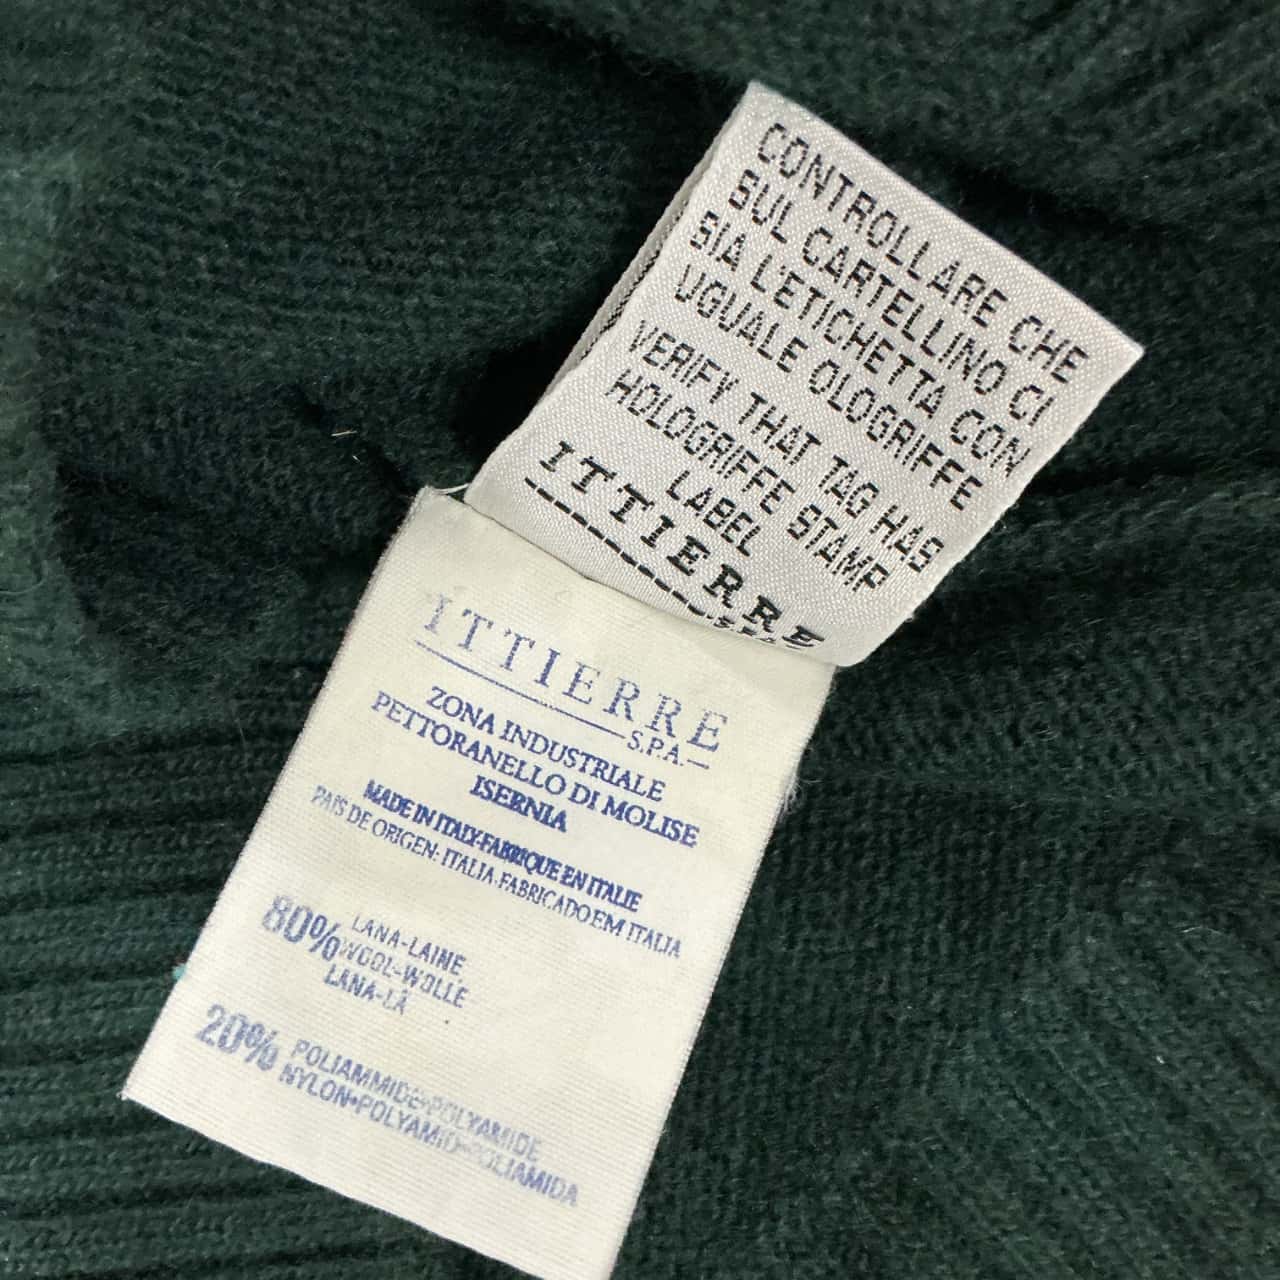 CONTROLLARE CHE
SUL CARTELLINO CI
SIA L'ETICHETTA CON
UGUALE OLOGRIFFE
VERIFY THAT TAG HAS
HOLOGRIFFE STAMP
LABEL
ITTIERRE
ITTIERRE
S.P.A.
ZONA INDUSTRIALE
PETTORANELLO DI MOLISE
ISERNIA
MADE IN ITALY-FABRIQUE EN ITALIE
PAIS DE ORIGEN: ITALIA-FABRICADO EM ITALIA
80% LANA-LAINE
WOOL-WOLLE
LANA-LÃ
20% POLIAMMIDE-POLYAMIDE
NYLON-POLYAMID-POLIAMIDA